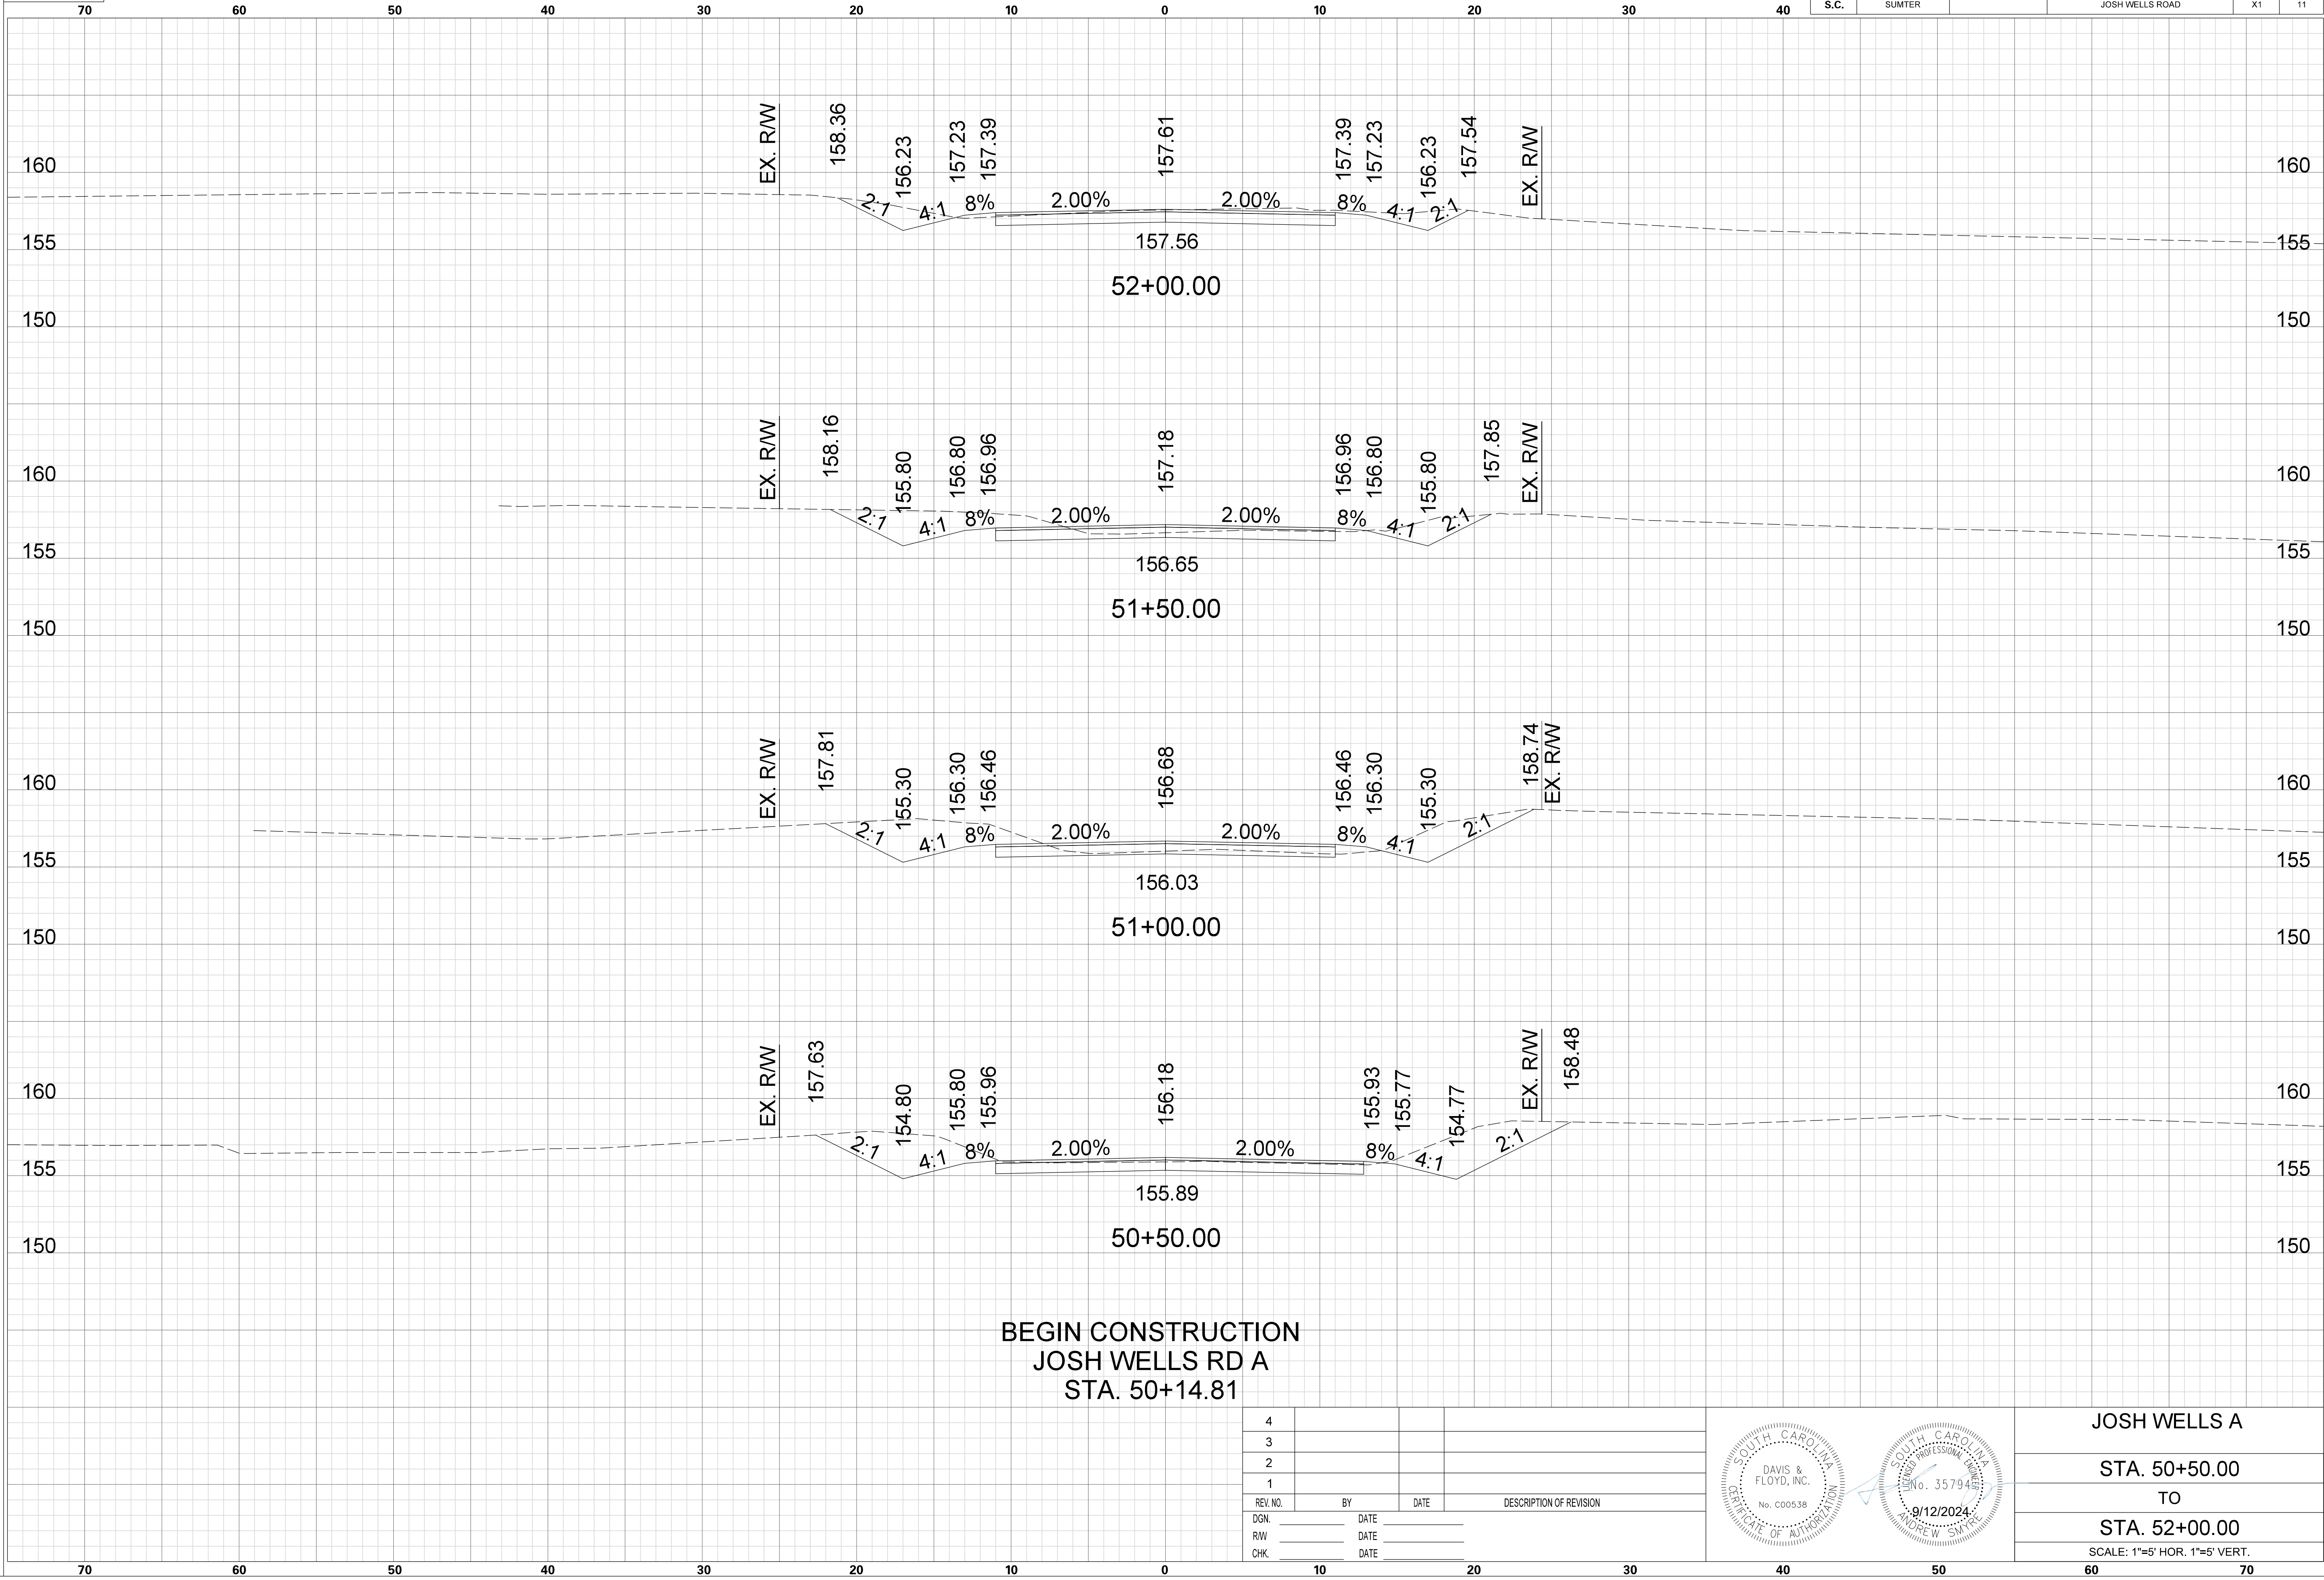 70 60 50 40 30 20 10 0 10 20 30 40
S.C. SUMTER JOSH WELLS ROAD X1 11
EX. R/W 158.36 156.23 157.23 157.39 157.61 157.39 157.23 156.23 157.54 EX. R/W
160 160
2:1 4:1 8% 2.00% 2.00% 8% 4:1 2:1
155 157.56 155
52+00.00
150 150
EX. R/W 158.16 155.80 156.80 156.96 157.18 156.96 156.80 155.80 157.85 EX. R/W
160 160
2:1 4:1 8% 2.00% 2.00% 8% 4:1 2:1
155 155
156.65
51+50.00
150 150
EX. R/W 157.81 155.30 156.30 156.46 156.68 156.46 156.30 155.30 158.74 EX. R/W
160 160
2:1 4:1 8% 2.00% 2.00% 8% 4:1 2:1
155 155
156.03
51+00.00
150 150
EX. R/W 157.63 154.80 155.80 155.96 156.18 155.93 155.77 154.77 EX. R/W 158.48
160 160
2:1 4:1 8% 2.00% 2.00% 8% 4:1 2:1
155 155
155.89
50+50.00
150 150
BEGIN CONSTRUCTION
JOSH WELLS RD A
STA. 50+14.81
4
3
2
1
REV. NO. BY DATE DESCRIPTION OF REVISION
DGN. DATE
R/W DATE
CHK. DATE
SOUTH CAROLINA
DAVIS &
FLOYD, INC.
No. C00538
CERTIFICATE OF AUTHORIZATION
SOUTH CAROLINA
LICENSED PROFESSIONAL ENGINEER
No. 35794
9/12/2024
ANDREW SMYRE
JOSH WELLS A
STA. 50+50.00
TO
STA. 52+00.00
SCALE: 1"=5' HOR. 1"=5' VERT.
70 60 50 40 30 20 10 0 10 20 30 40 50 60 70